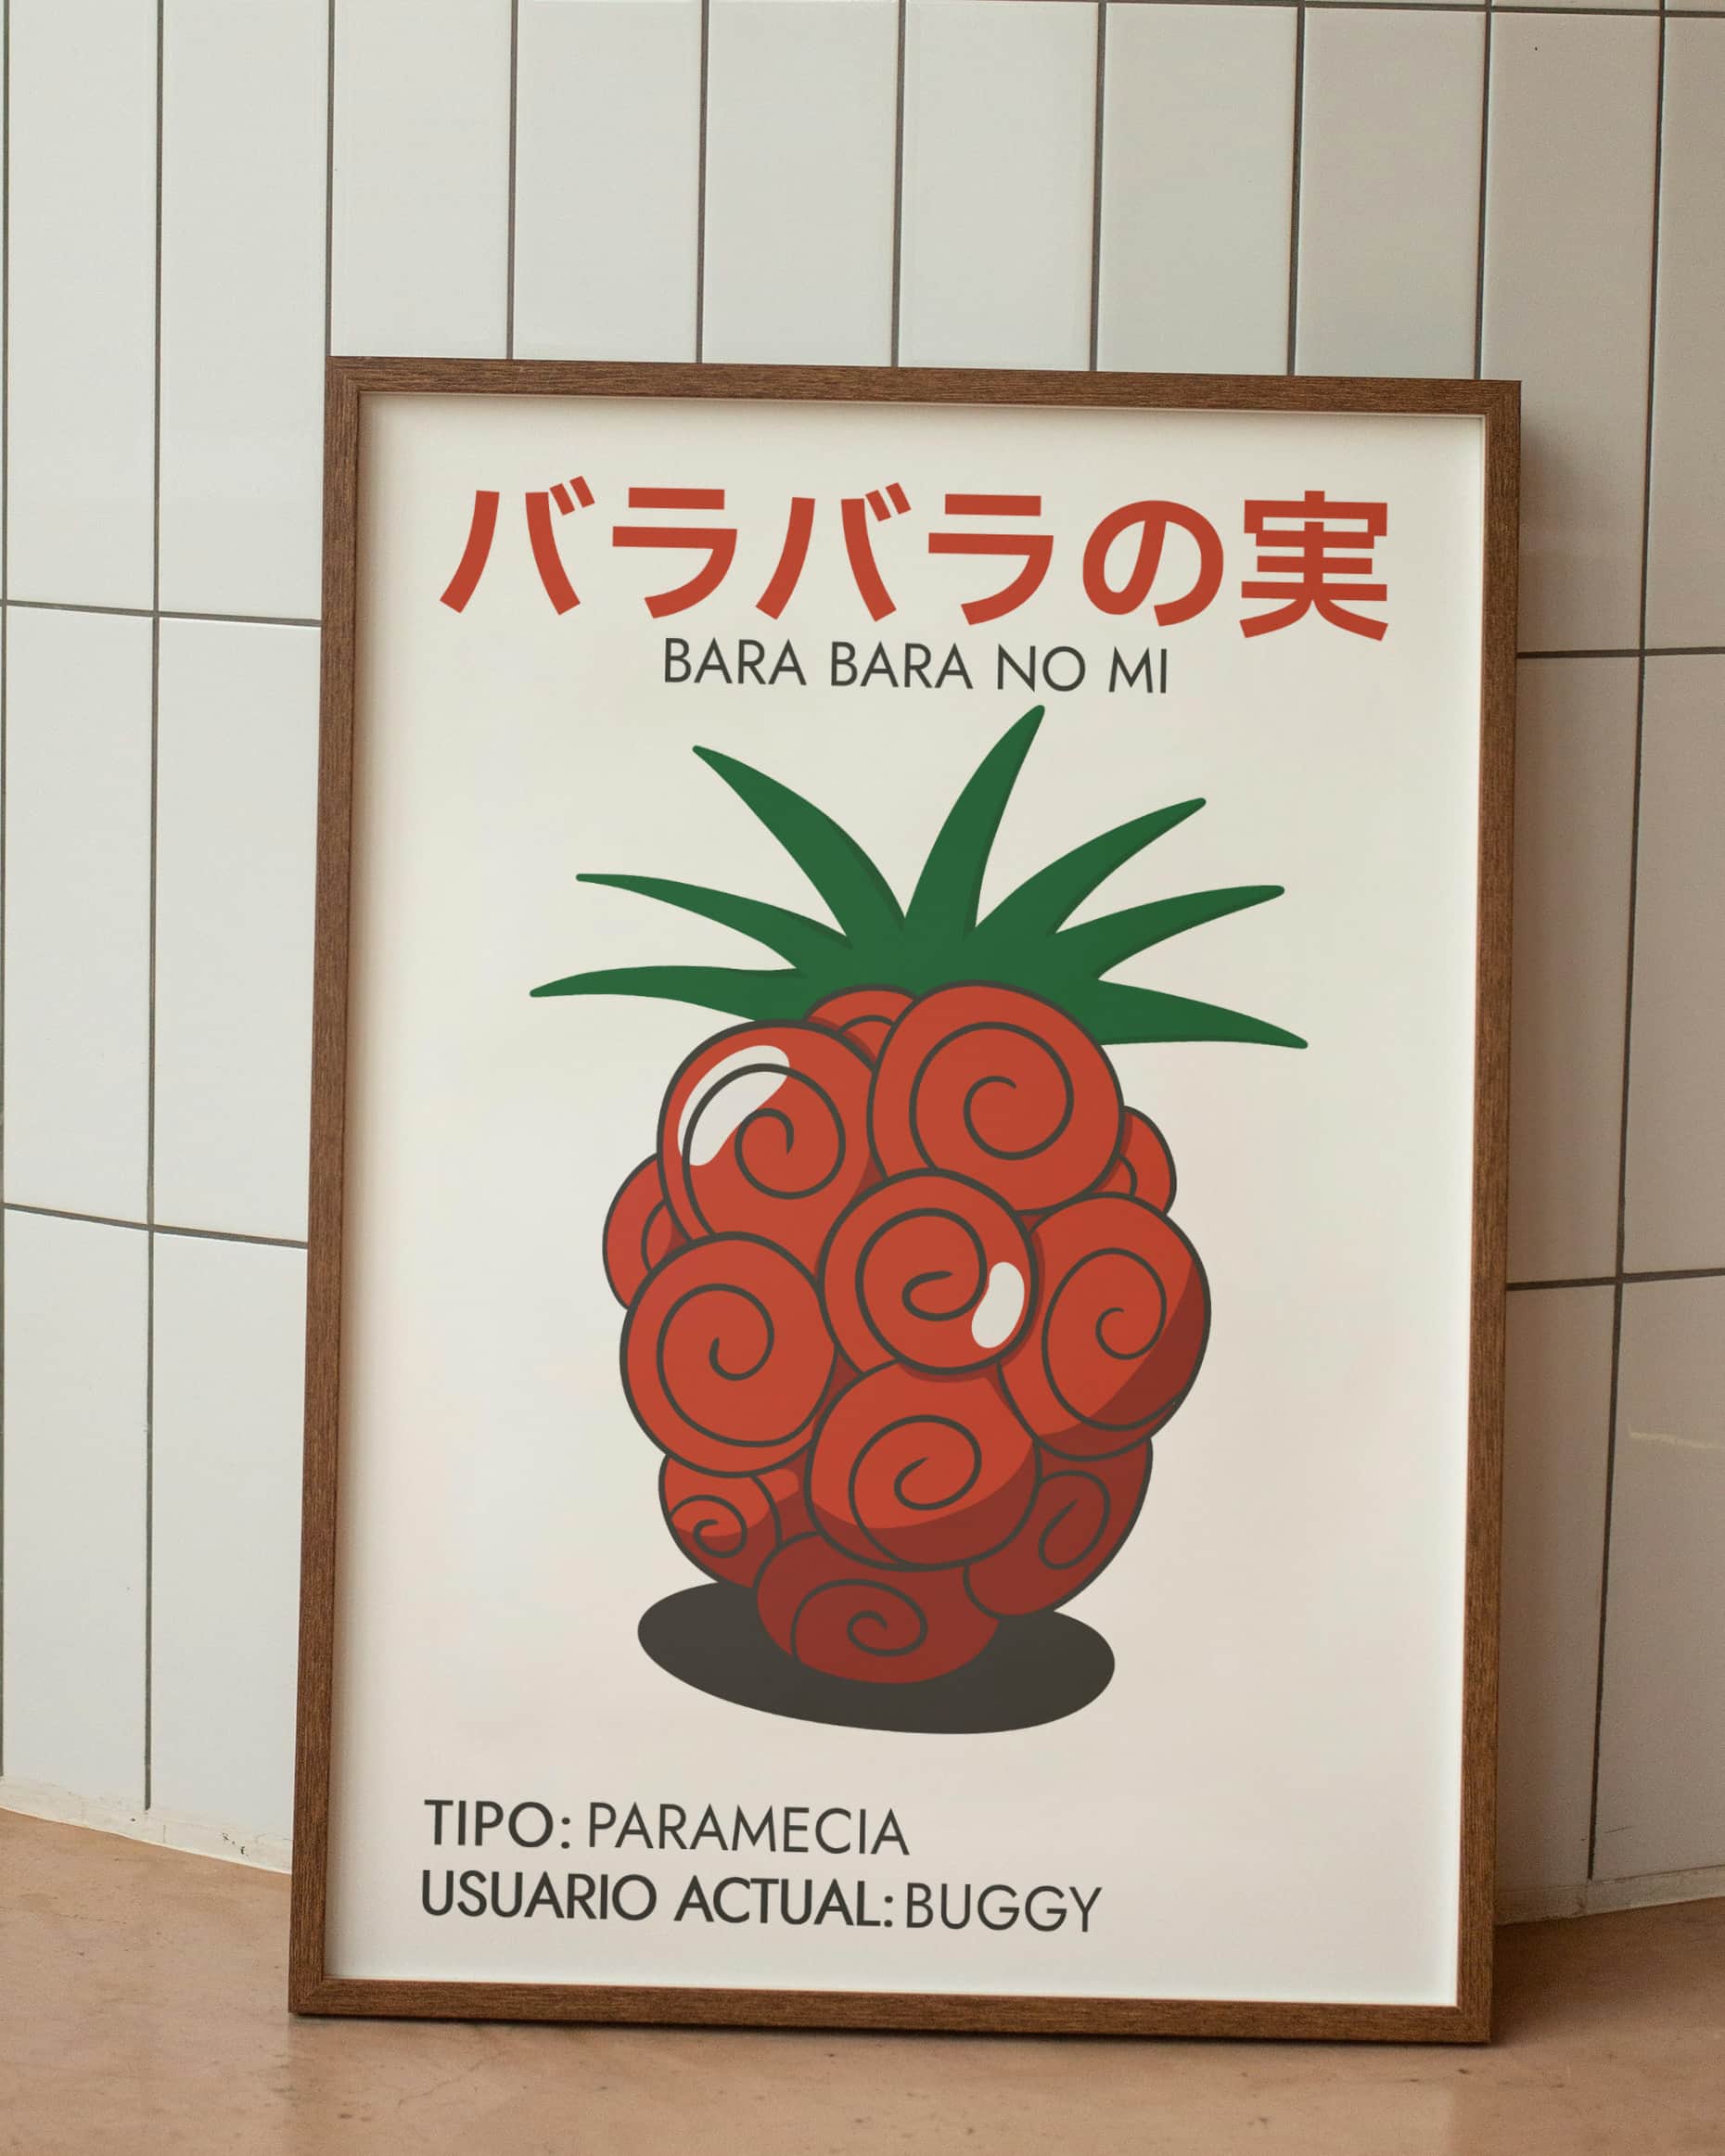 バラバラの実
BARA BARA NO MI
TIPO: PARAMECIA
USUARIO ACTUAL: BUGGY